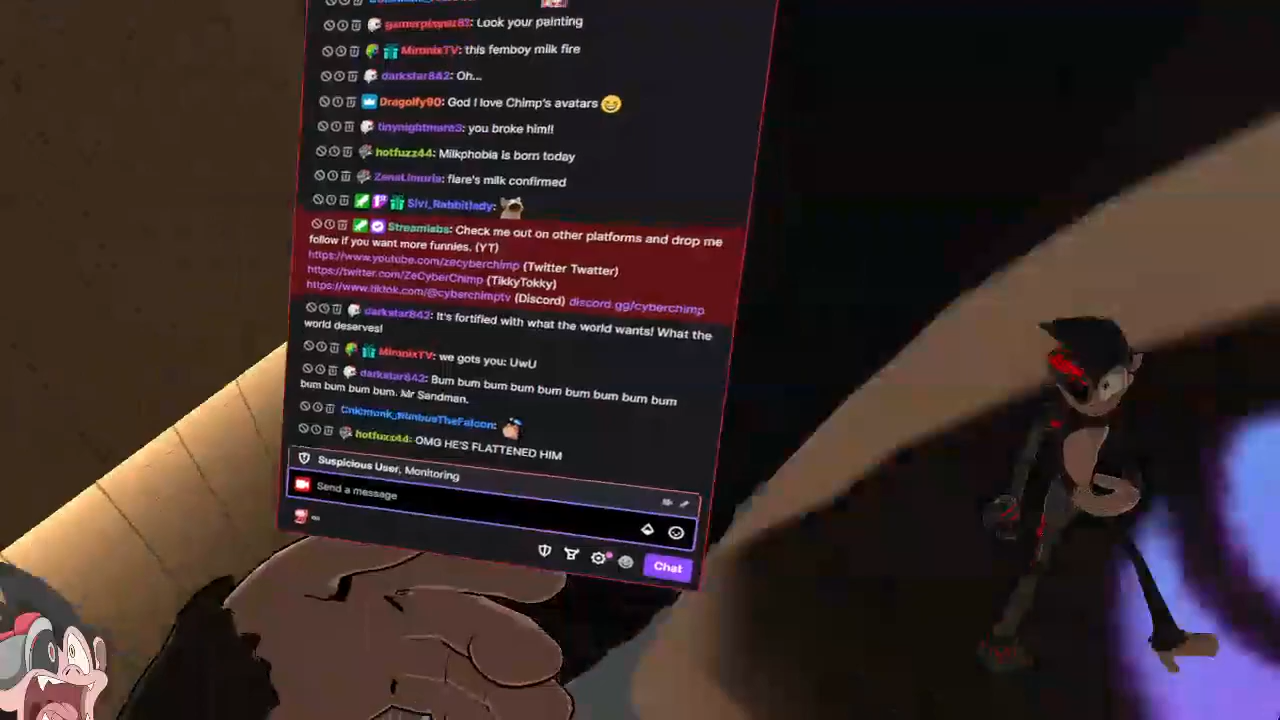 gamerplayz87: Look your painting
MironixTV: this femboy milk fire
darkstar842: Oh...
Dragolfy90: God I love Chimp's avatars
tinynightmare3: you broke him!!
hotfuzz44: Milkphobia is born today
ZenaLimuria: flare's milk confirmed
Sivi_Rabbitlady:
Streamlabs: Check me out on other platforms and drop me
follow if you want more funnies. (YT)
https://www.youtube.com/zecyberchimp (Twitter Twatter)
https://twitter.com/ZeCyberChimp (TikkyTokky)
https://www.tiktok.com/@cyberchimptv (Discord) discord.gg/cyberchimp
darkstar842: It's fortified with what the world wants! What the
world deserves!
MironixTV: we gots you: UwU
darkstar842: Bum bum bum bum bum bum bum bum bum
bum bum bum bum. Mr Sandman.
hotfuzz44: OMG HE'S FLATTENED HIM
Suspicious User, Monitoring
Send a message
Chat